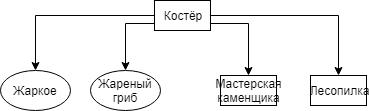 Костёр
Жаркое
Жареный
гриб
Мастерская
каменщика
Лесопилка